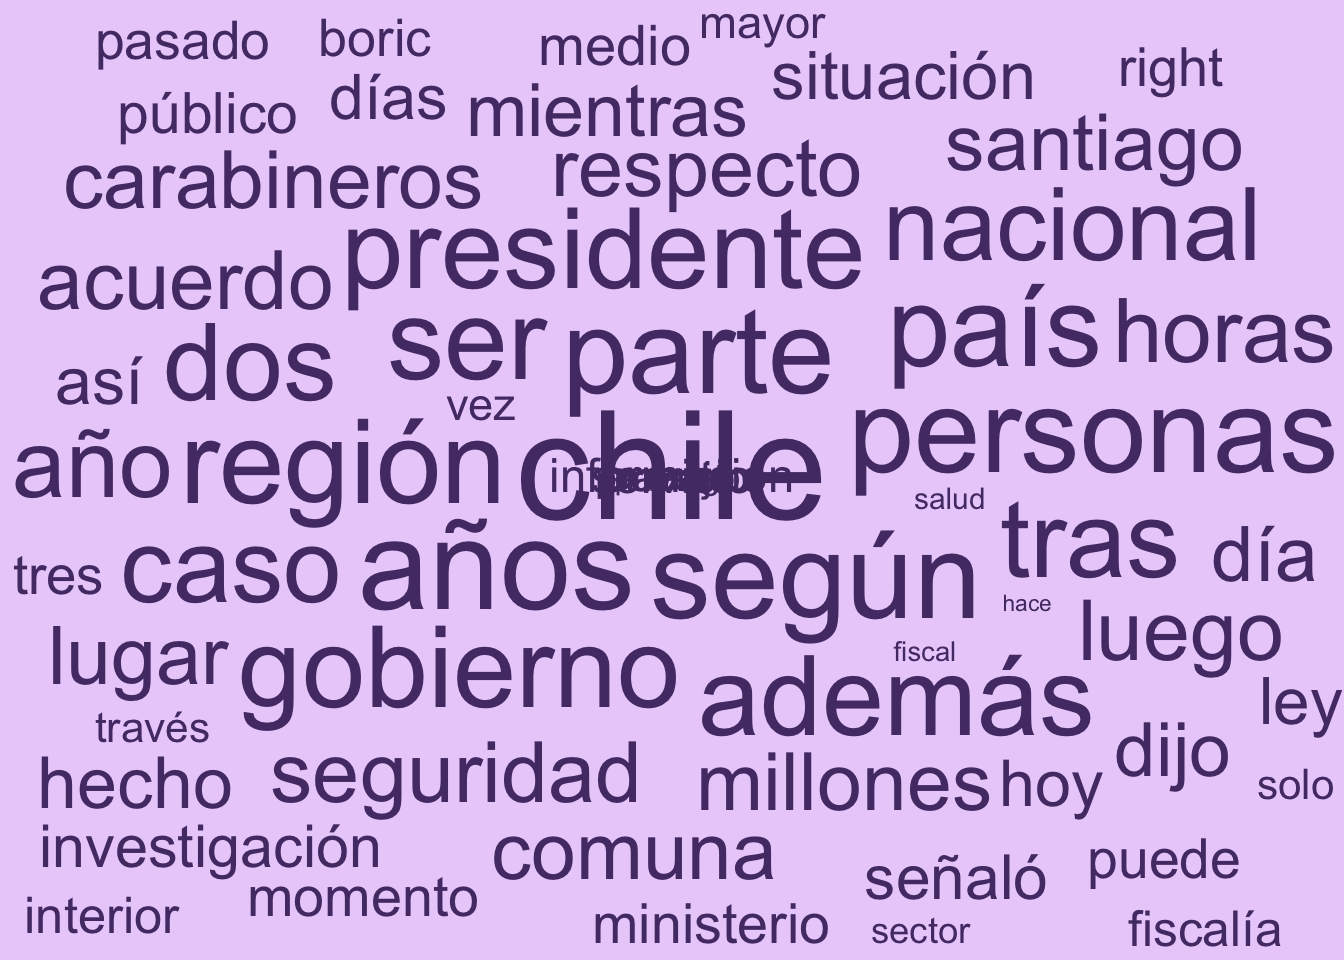 pasado boric medio mayor
público días mientras situación right
carabineros respecto santiago
acuerdo presidente nacional
así dos ser parte país horas
vez
año región chile personas
salud
tres caso años según tras día
hace
lugar gobierno fiscal luego
través además ley
hecho seguridad millones hoy dijo solo
investigación comuna señaló puede
interior momento ministerio sector fiscalía